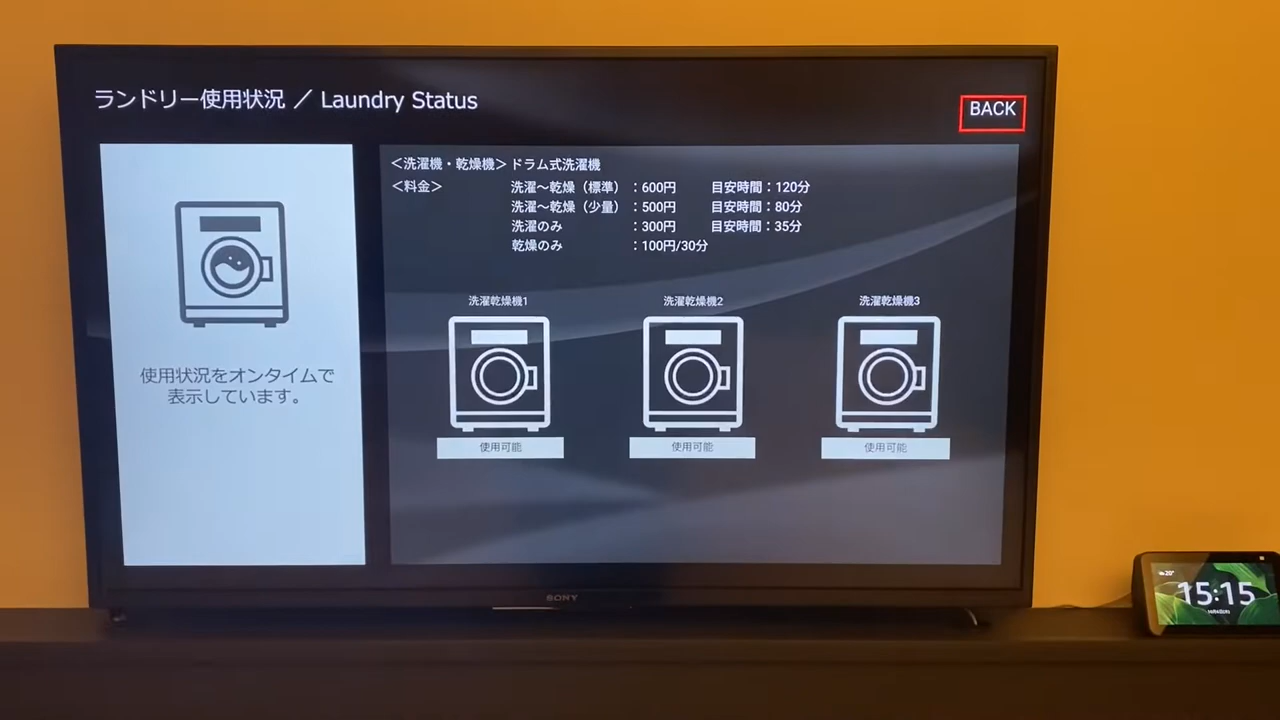 ランドリー使用状況 ／ Laundry Status
BACK
使用状況をオンタイムで
表示しています。
＜洗濯機・乾燥機＞ドラム式洗濯機
＜料金＞ 洗濯～乾燥（標準）：600円 目安時間：120分
洗濯～乾燥（少量）：500円 目安時間：80分
洗濯のみ ：300円 目安時間：35分
乾燥のみ ：100円/30分
洗濯乾燥機1 洗濯乾燥機2 洗濯乾燥機3
使用可能 使用可能 使用可能
SONY
20°
15:15